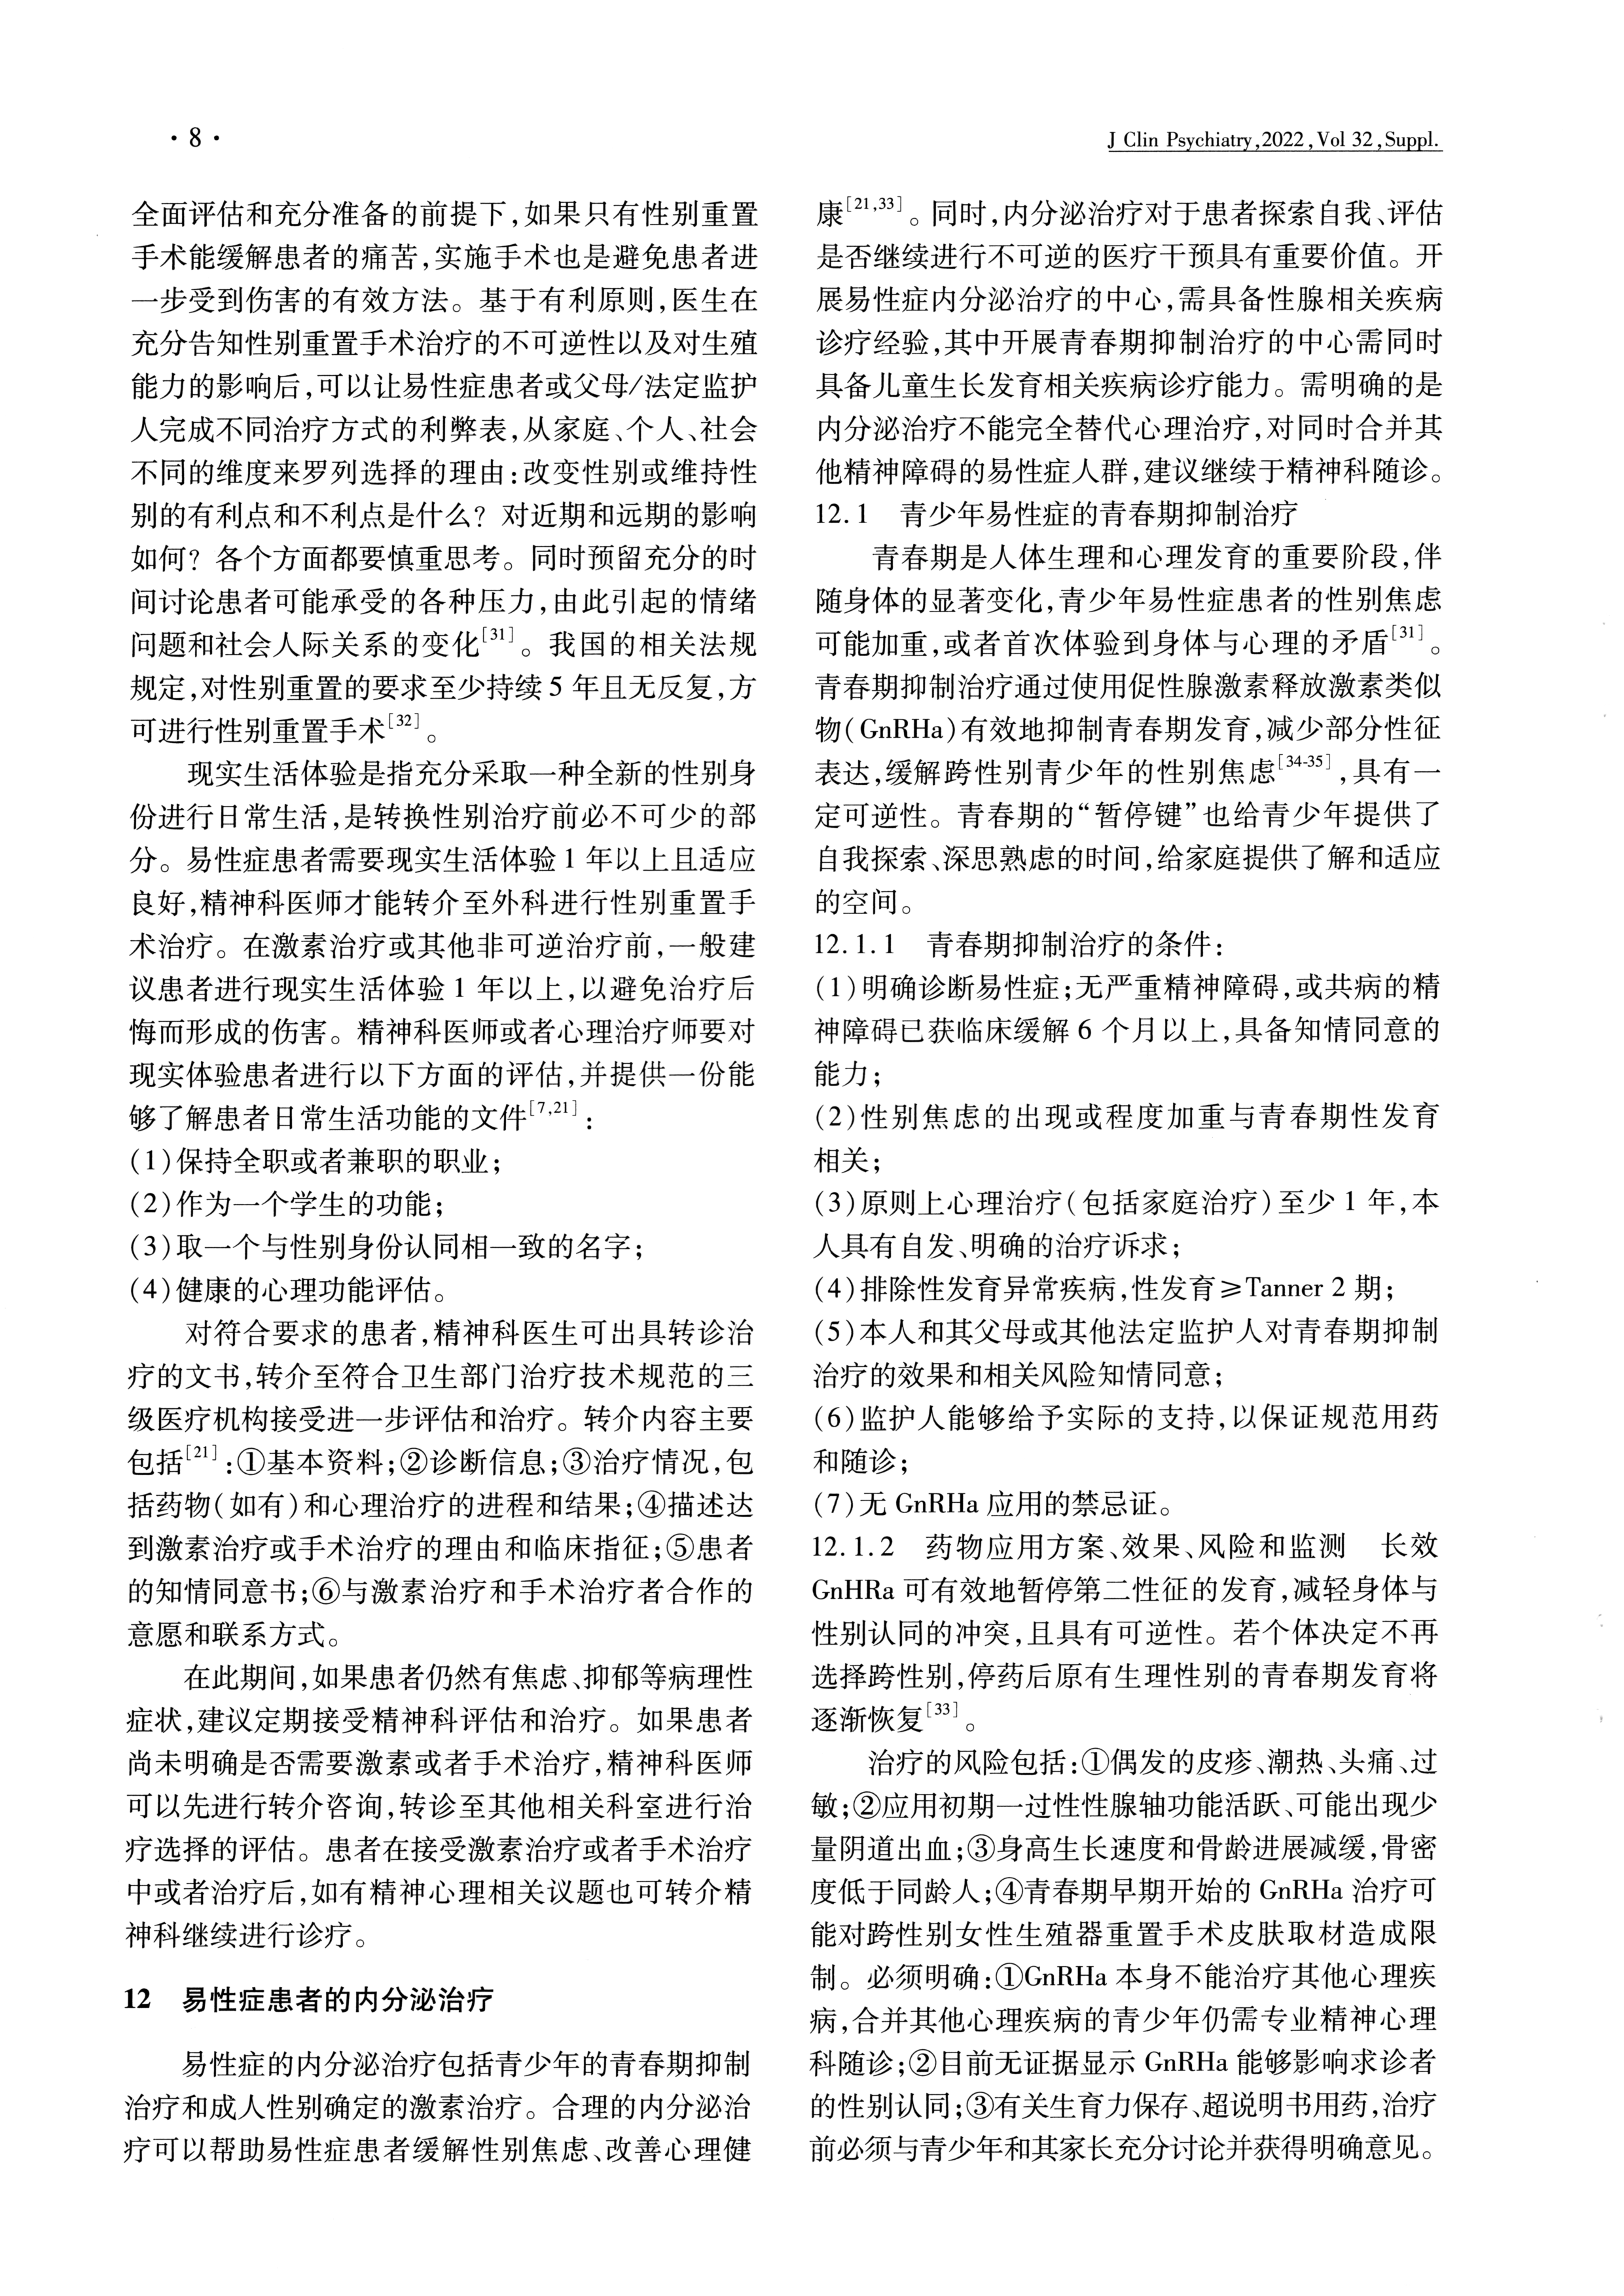 · 8 ·
J Clin Psychiatry,2022,Vol 32,Suppl.
全面评估和充分准备的前提下,如果只有性别重置
手术能缓解患者的痛苦,实施手术也是避免患者进
一步受到伤害的有效方法。基于有利原则,医生在
充分告知性别重置手术治疗的不可逆性以及对生殖
能力的影响后,可以让易性症患者或父母/法定监护
人完成不同治疗方式的利弊表,从家庭、个人、社会
不同的维度来罗列选择的理由:改变性别或维持性
别的有利点和不利点是什么?对近期和远期的影响
如何?各个方面都要慎重思考。同时预留充分的时
间讨论患者可能承受的各种压力,由此引起的情绪
问题和社会人际关系的变化[31]。我国的相关法规
规定,对性别重置的要求至少持续5年且无反复,方
可进行性别重置手术[32]。
现实生活体验是指充分采取一种全新的性别身
份进行日常生活,是转换性别治疗前必不可少的部
分。易性症患者需要现实生活体验1年以上且适应
良好,精神科医师才能转介至外科进行性别重置手
术治疗。在激素治疗或其他非可逆治疗前,一般建
议患者进行现实生活体验1年以上,以避免治疗后
悔而形成的伤害。精神科医师或者心理治疗师要对
现实体验患者进行以下方面的评估,并提供一份能
够了解患者日常生活功能的文件[7,21]:
(1)保持全职或者兼职的职业;
(2)作为一个学生的功能;
(3)取一个与性别身份认同相一致的名字;
(4)健康的心理功能评估。
对符合要求的患者,精神科医生可出具转诊治
疗的文书,转介至符合卫生部门治疗技术规范的三
级医疗机构接受进一步评估和治疗。转介内容主要
包括[21]:①基本资料;②诊断信息;③治疗情况,包
括药物(如有)和心理治疗的进程和结果;④描述达
到激素治疗或手术治疗的理由和临床指征;⑤患者
的知情同意书;⑥与激素治疗和手术治疗者合作的
意愿和联系方式。
在此期间,如果患者仍然有焦虑、抑郁等病理性
症状,建议定期接受精神科评估和治疗。如果患者
尚未明确是否需要激素或者手术治疗,精神科医师
可以先进行转介咨询,转诊至其他相关科室进行治
疗选择的评估。患者在接受激素治疗或者手术治疗
中或者治疗后,如有精神心理相关议题也可转介精
神科继续进行诊疗。
12 易性症患者的内分泌治疗
易性症的内分泌治疗包括青少年的青春期抑制
治疗和成人性别确定的激素治疗。合理的内分泌治
疗可以帮助易性症患者缓解性别焦虑、改善心理健
康[21,33]。同时,内分泌治疗对于患者探索自我、评估
是否继续进行不可逆的医疗干预具有重要价值。开
展易性症内分泌治疗的中心,需具备性腺相关疾病
诊疗经验,其中开展青春期抑制治疗的中心需同时
具备儿童生长发育相关疾病诊疗能力。需明确的是
内分泌治疗不能完全替代心理治疗,对同时合并其
他精神障碍的易性症人群,建议继续于精神科随诊。
12.1 青少年易性症的青春期抑制治疗
青春期是人体生理和心理发育的重要阶段,伴
随身体的显著变化,青少年易性症患者的性别焦虑
可能加重,或者首次体验到身体与心理的矛盾[31]。
青春期抑制治疗通过使用促性腺激素释放激素类似
物(GnRHa)有效地抑制青春期发育,减少部分性征
表达,缓解跨性别青少年的性别焦虑[34-35],具有一
定可逆性。青春期的“暂停键”也给青少年提供了
自我探索、深思熟虑的时间,给家庭提供了解和适应
的空间。
12.1.1 青春期抑制治疗的条件:
(1)明确诊断易性症;无严重精神障碍,或共病的精
神障碍已获临床缓解6个月以上,具备知情同意的
能力;
(2)性别焦虑的出现或程度加重与青春期性发育
相关;
(3)原则上心理治疗(包括家庭治疗)至少1年,本
人具有自发、明确的治疗诉求;
(4)排除性发育异常疾病,性发育≥Tanner 2期;
(5)本人和其父母或其他法定监护人对青春期抑制
治疗的效果和相关风险知情同意;
(6)监护人能够给予实际的支持,以保证规范用药
和随诊;
(7)无GnRHa应用的禁忌证。
12.1.2 药物应用方案、效果、风险和监测 长效
GnHRa可有效地暂停第二性征的发育,减轻身体与
性别认同的冲突,且具有可逆性。若个体决定不再
选择跨性别,停药后原有生理性别的青春期发育将
逐渐恢复[33]。
治疗的风险包括:①偶发的皮疹、潮热、头痛、过
敏;②应用初期一过性性腺轴功能活跃、可能出现少
量阴道出血;③身高生长速度和骨龄进展减缓,骨密
度低于同龄人;④青春期早期开始的GnRHa治疗可
能对跨性别女性生殖器重置手术皮肤取材造成限
制。必须明确:①GnRHa本身不能治疗其他心理疾
病,合并其他心理疾病的青少年仍需专业精神心理
科随诊;②目前无证据显示GnRHa能够影响求诊者
的性别认同;③有关生育力保存、超说明书用药,治疗
前必须与青少年和其家长充分讨论并获得明确意见。